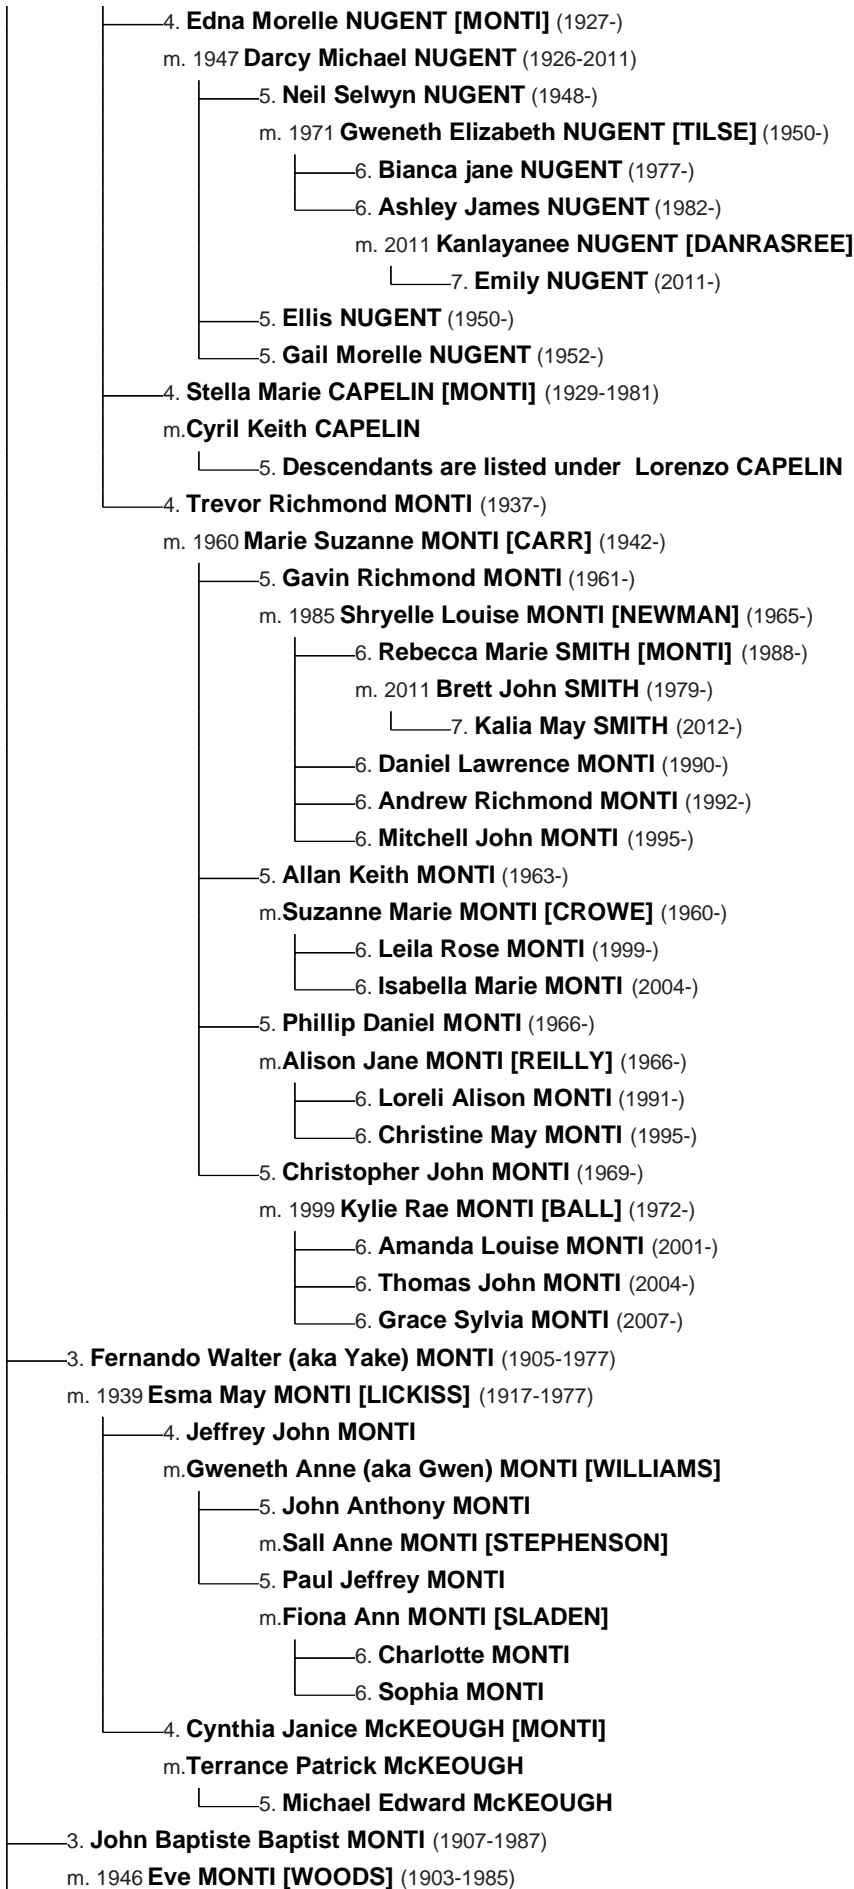 4. Edna Morelle NUGENT [MONTI] (1927-)
m. 1947 Darcy Michael NUGENT (1926-2011)
5. Neil Selwyn NUGENT (1948-)
m. 1971 Gweneth Elizabeth NUGENT [TILSE] (1950-)
6. Bianca jane NUGENT (1977-)
6. Ashley James NUGENT (1982-)
m. 2011 Kanlayanee NUGENT [DANRASREE]
7. Emily NUGENT (2011-)
5. Ellis NUGENT (1950-)
5. Gail Morelle NUGENT (1952-)
4. Stella Marie CAPELIN [MONTI] (1929-1981)
m.Cyril Keith CAPELIN
5. Descendants are listed under Lorenzo CAPELIN
4. Trevor Richmond MONTI (1937-)
m. 1960 Marie Suzanne MONTI [CARR] (1942-)
5. Gavin Richmond MONTI (1961-)
m. 1985 Shryelle Louise MONTI [NEWMAN] (1965-)
6. Rebecca Marie SMITH [MONTI] (1988-)
m. 2011 Brett John SMITH (1979-)
7. Kalia May SMITH (2012-)
6. Daniel Lawrence MONTI (1990-)
6. Andrew Richmond MONTI (1992-)
6. Mitchell John MONTI (1995-)
5. Allan Keith MONTI (1963-)
m.Suzanne Marie MONTI [CROWE] (1960-)
6. Leila Rose MONTI (1999-)
6. Isabella Marie MONTI (2004-)
5. Phillip Daniel MONTI (1966-)
m.Alison Jane MONTI [REILLY] (1966-)
6. Loreli Alison MONTI (1991-)
6. Christine May MONTI (1995-)
5. Christopher John MONTI (1969-)
m. 1999 Kylie Rae MONTI [BALL] (1972-)
6. Amanda Louise MONTI (2001-)
6. Thomas John MONTI (2004-)
6. Grace Sylvia MONTI (2007-)
3. Fernando Walter (aka Yake) MONTI (1905-1977)
m. 1939 Esma May MONTI [LICKISS] (1917-1977)
4. Jeffrey John MONTI
m.Gweneth Anne (aka Gwen) MONTI [WILLIAMS]
5. John Anthony MONTI
m.Sall Anne MONTI [STEPHENSON]
5. Paul Jeffrey MONTI
m.Fiona Ann MONTI [SLADEN]
6. Charlotte MONTI
6. Sophia MONTI
4. Cynthia Janice McKEOUGH [MONTI]
m.Terrance Patrick McKEOUGH
5. Michael Edward McKEOUGH
3. John Baptiste Baptist MONTI (1907-1987)
m. 1946 Eve MONTI [WOODS] (1903-1985)